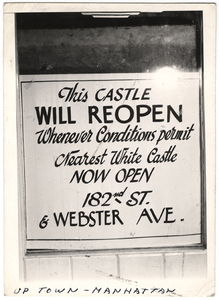 This CASTLE
WILL REOPEN
Whenever Conditions permit
Nearest White Castle
NOW OPEN
182nd ST.
& WEBSTER AVE.
UP TOWN - MANHATTAN